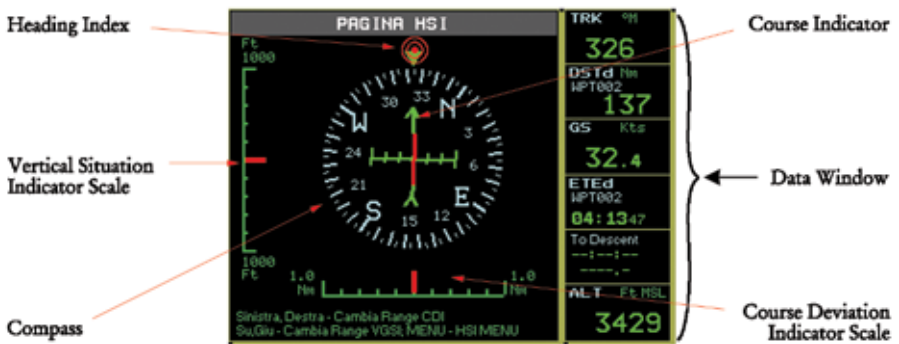 Heading Index
Vertical Situation
Indicator Scale
Compass
PAGINA HSI
Ft
1000
33
N
3
6
E
12
15
S
21
24
W
30
1000
Ft
1.0
Nm
1.0
Nm
Sinistra, Destra - Cambia Range CDI
Su,Giu - Cambia Range VGSI; MENU - HSI MENU
TRK °M
326
DSTd Nm
WPT002
137
GS Kts
32.4
ETEd
WPT002
04:1347
To Descent
--:--:--
----.-
ALT Ft MSL
3429
Course Indicator
Data Window
Course Deviation
Indicator Scale